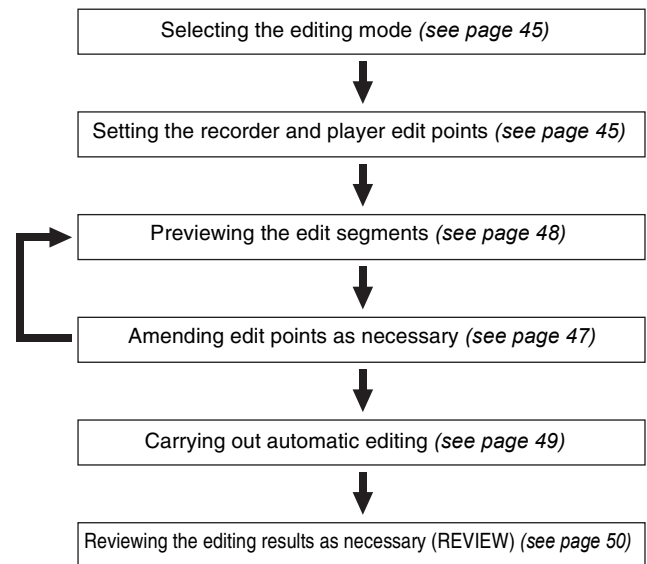 Selecting the editing mode (see page 45)
Setting the recorder and player edit points (see page 45)
Previewing the edit segments (see page 48)
Amending edit points as necessary (see page 47)
Carrying out automatic editing (see page 49)
Reviewing the editing results as necessary (REVIEW) (see page 50)